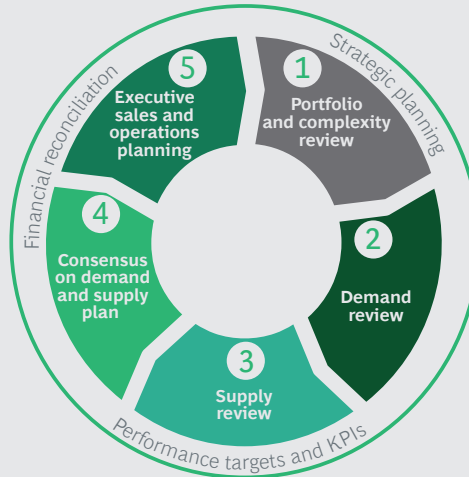 1
Portfolio
and complexity
review
2
Demand
review
3
Supply
review
4
Consensus
on demand
and supply
plan
5
Executive
sales and
operations
planning
Strategic planning
Performance targets and KPIs
Financial reconciliation